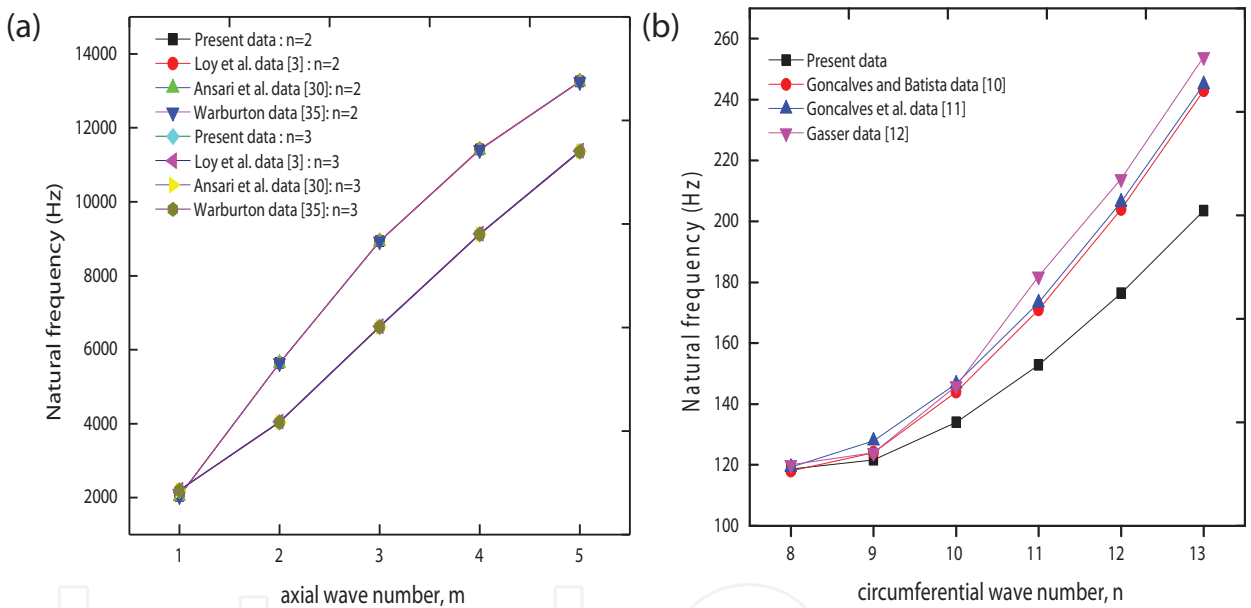 (a)
Present data : n=2
Loy et al. data [3] : n=2
Ansari et al. data [30]: n=2
Warburton data [35]: n=2
Present data : n=3
Loy et al. data [3] : n=3
Ansari et al. data [30]: n=3
Warburton data [35]: n=3
Natural frequency (Hz)
14000
12000
10000
8000
6000
4000
2000
1 2 3 4 5
axial wave number, m
(b)
Present data
Goncalves and Batista data [10]
Goncalves et al. data [11]
Gasser data [12]
Natural frequency (Hz)
260
240
220
200
180
160
140
120
100
8 9 10 11 12 13
circumferential wave number, n